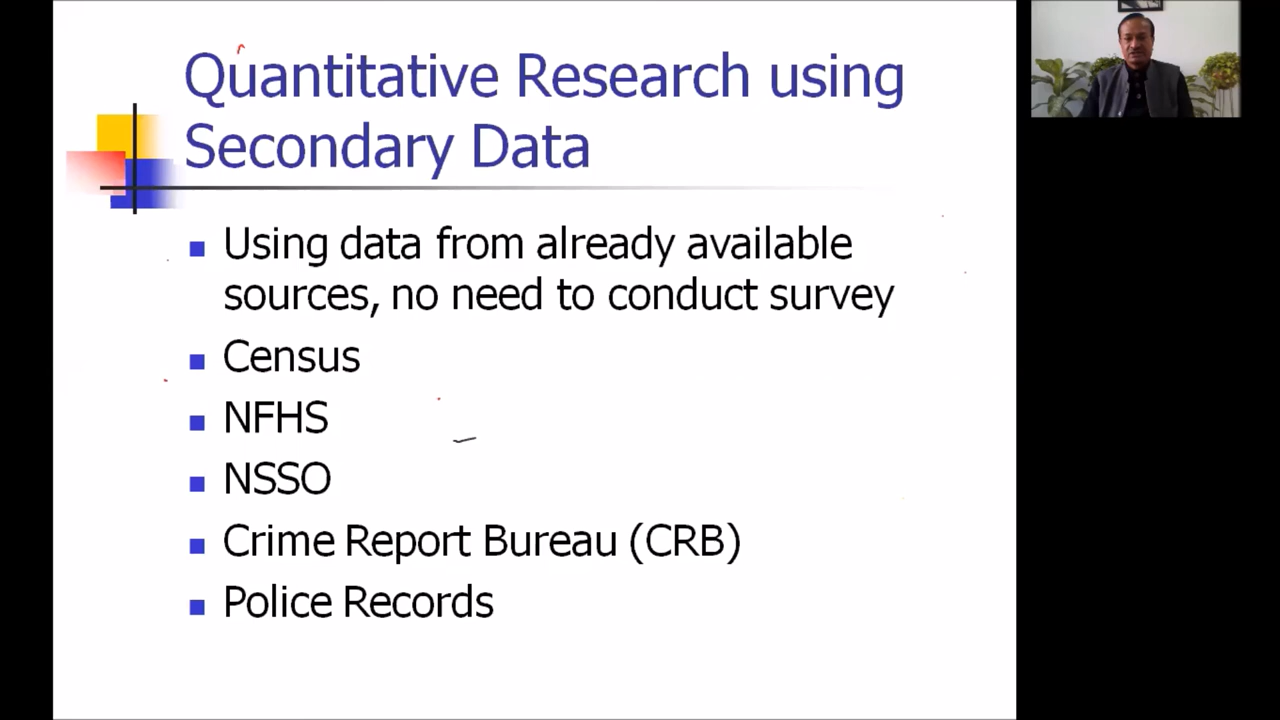 Quantitative Research using
Secondary Data
Using data from already available
sources, no need to conduct survey
Census
NFHS
NSSO
Crime Report Bureau (CRB)
Police Records